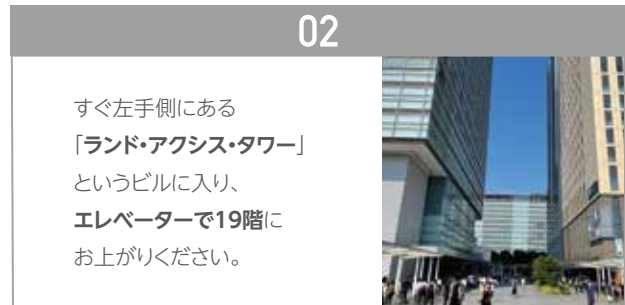 02
すぐ左手側にある
「ランド・アクシス・タワー」
というビルに入り、
エレベーターで19階に
お上がりください。